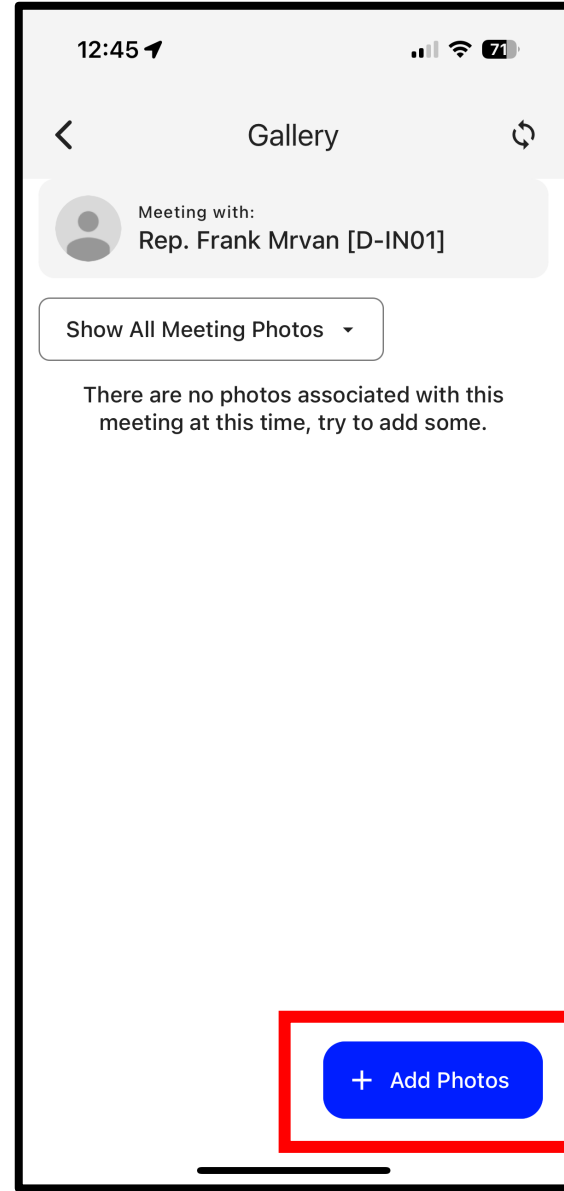 12:45
71
Gallery
Meeting with:
Rep. Frank Mrvan [D-IN01]
Show All Meeting Photos
There are no photos associated with this
meeting at this time, try to add some.
+ Add Photos